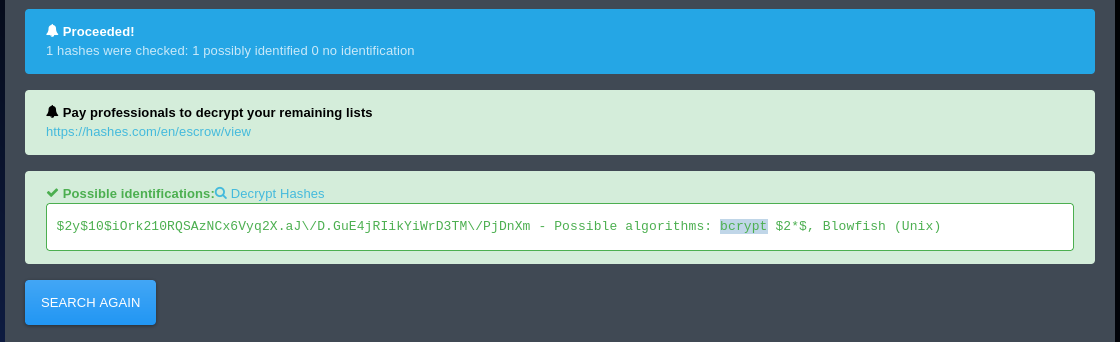 Proceeded!
1 hashes were checked: 1 possibly identified 0 no identification
Pay professionals to decrypt your remaining lists
https://hashes.com/en/escrow/view
Possible identifications: Decrypt Hashes
$2y$10$iOrk210RQSAzNCx6Vyq2X.aJ\/D.GuE4jRIikYiWrD3TM\/PjDnXm - Possible algorithms: bcrypt $2*$, Blowfish (Unix)
SEARCH AGAIN